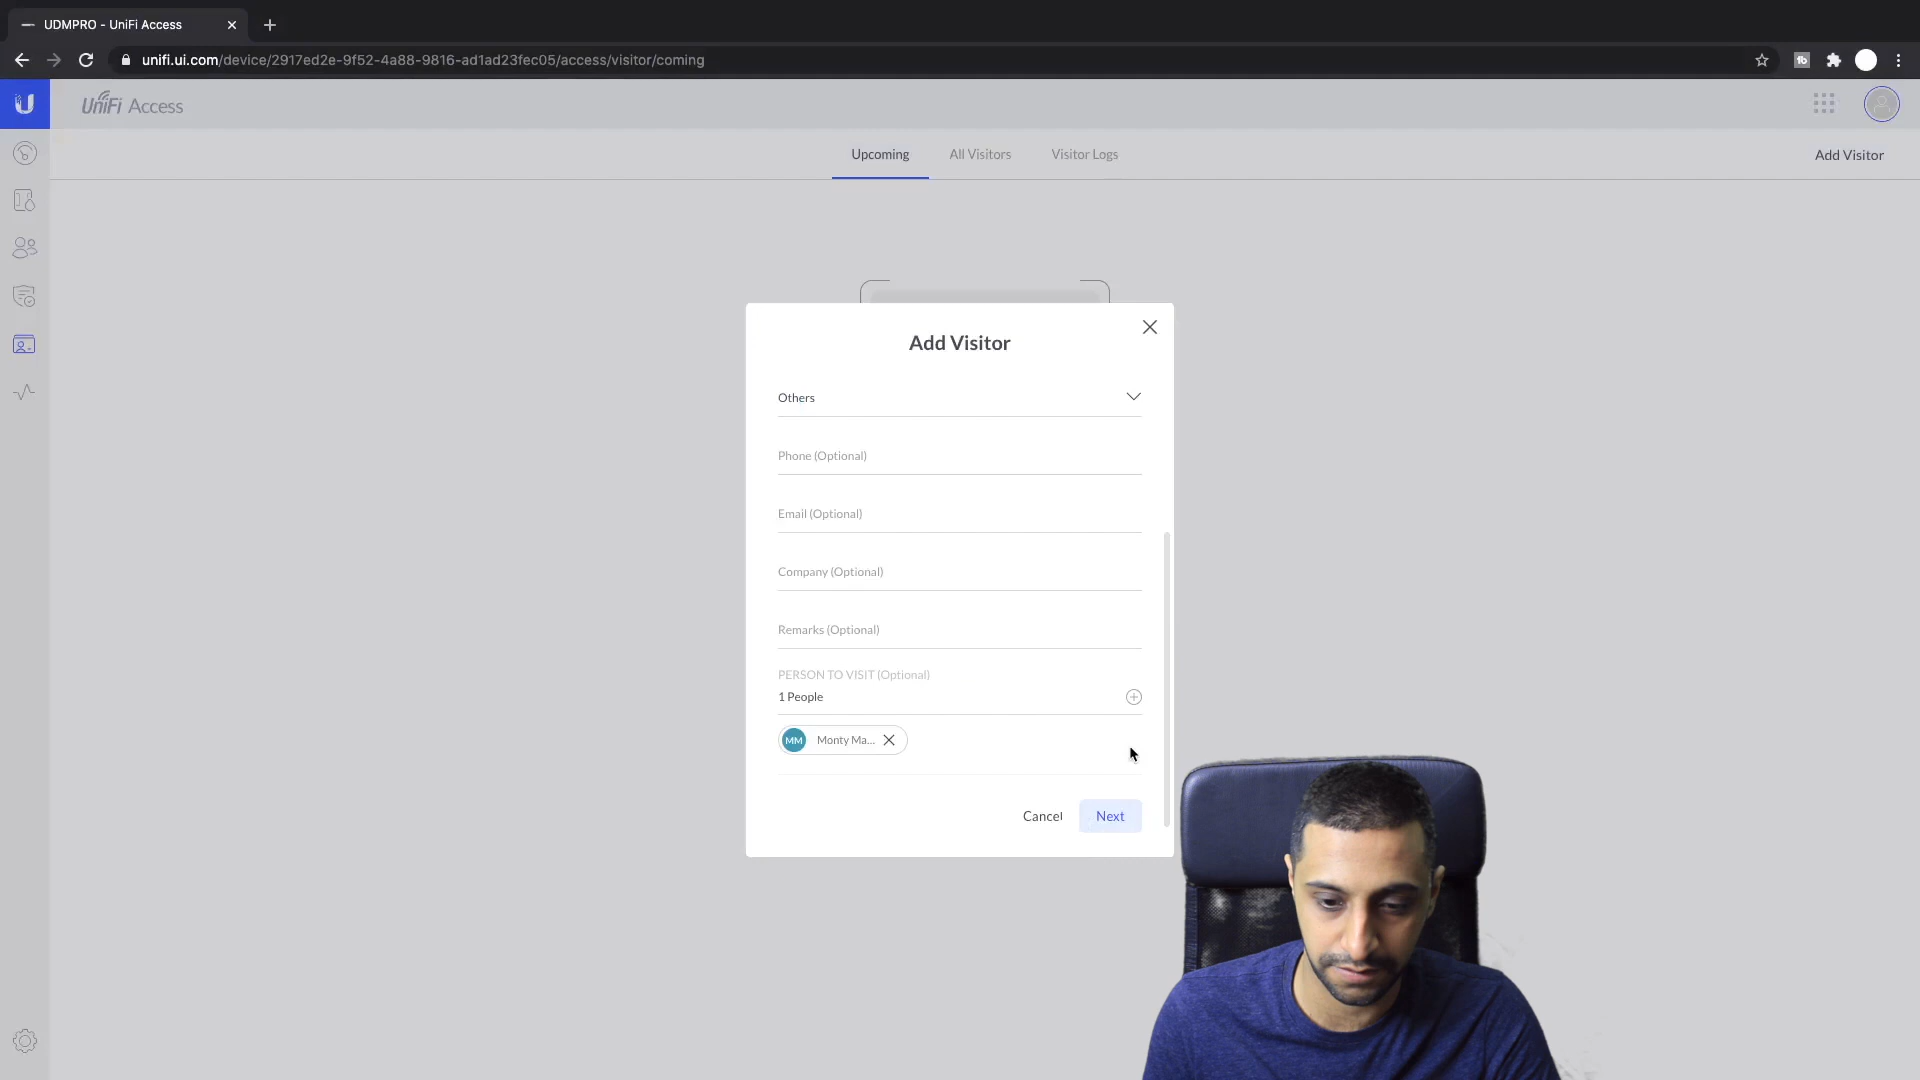 UDMPRO - UniFi Access
unifi.ui.com/device/2917ed2e-9f52-4a88-9816-ad1ad23fec05/access/visitor/coming
UniFi Access
Upcoming
All Visitors
Visitor Logs
Add Visitor
Add Visitor
Others
Phone (Optional)
Email (Optional)
Company (Optional)
Remarks (Optional)
PERSON TO VISIT (Optional)
1 People
MM
Monty Ma...
Cancel
Next